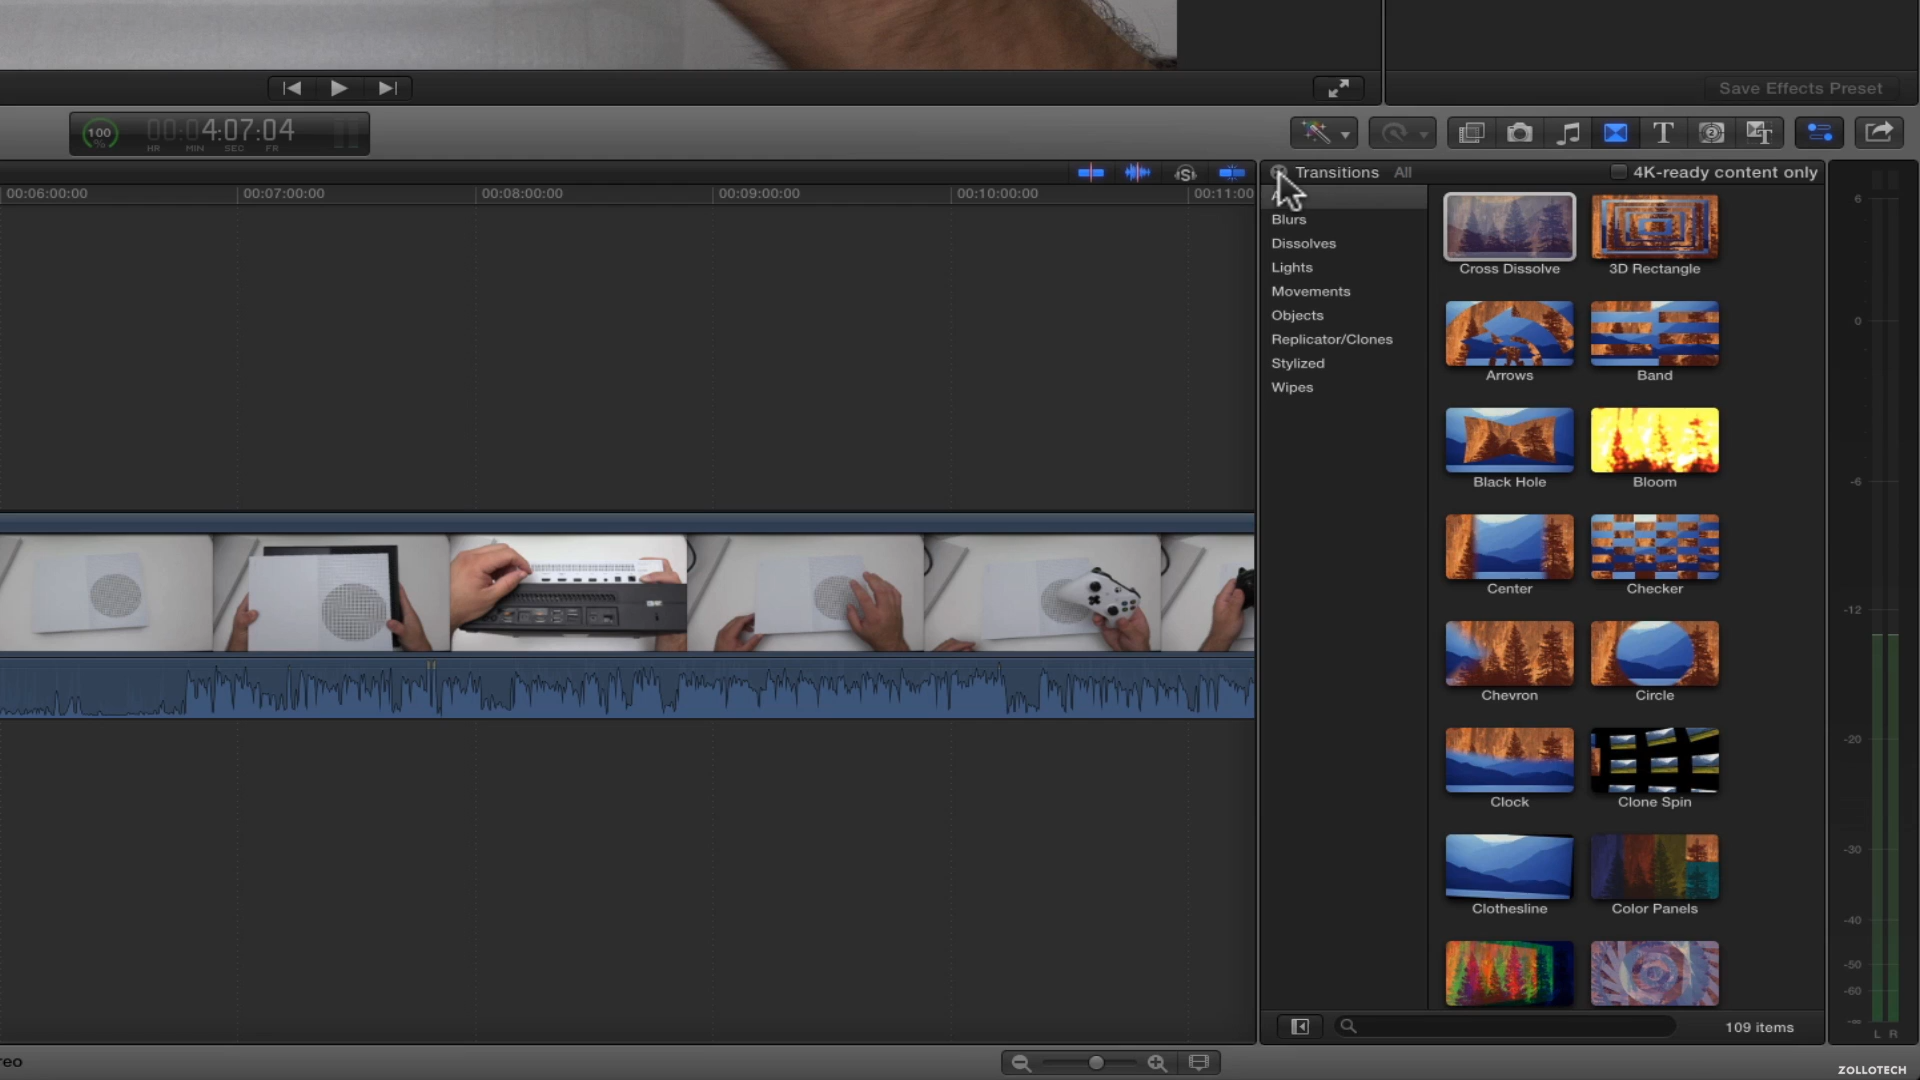 Save Effects Preset
100
%
00:04:07:04
HR MIN SEC FR
T
2
T
00:06:00:00 00:07:00:00 00:08:00:00 00:09:00:00 00:10:00:00 00:11:00
S
Transitions All
4K-ready content only
Blurs
Dissolves
Lights
Movements
Objects
Replicator/Clones
Stylized
Wipes
Cross Dissolve 3D Rectangle
Arrows Band
Black Hole Bloom
Center Checker
Chevron Circle
Clock Clone Spin
Clothesline Color Panels
109 items
6
0
-6
-12
-20
-30
-40
-50
-60
-∞
L R
reo
ZOLLOTECH